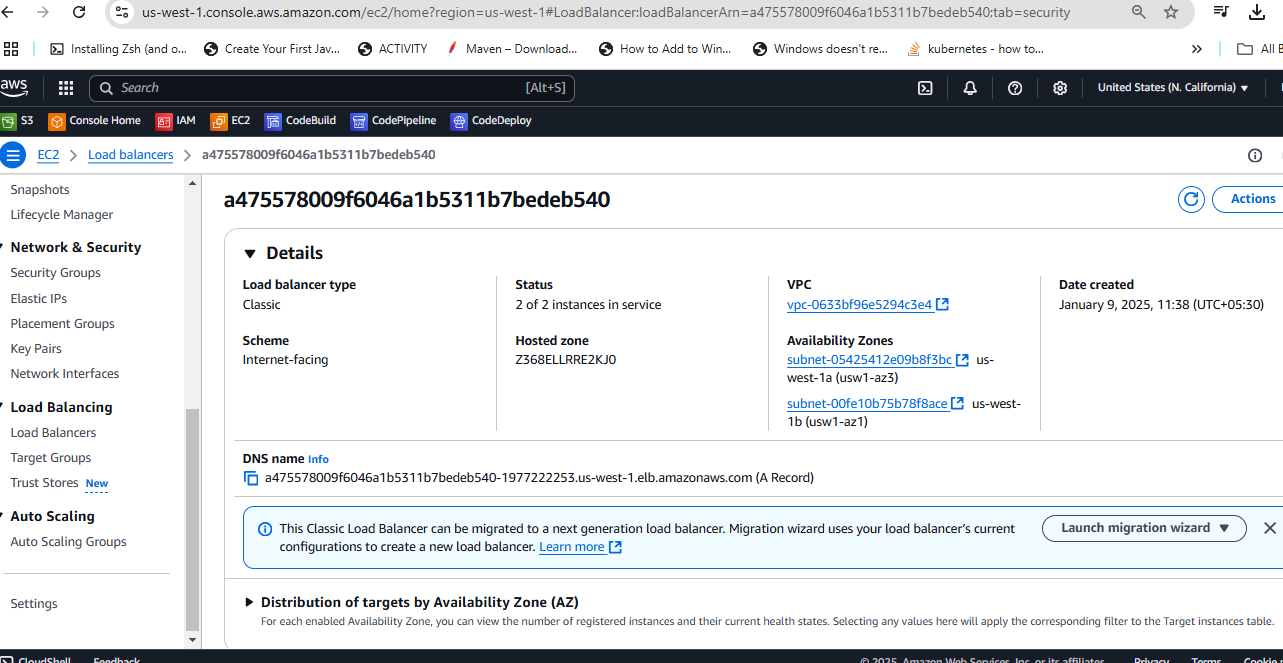 us-west-1.console.aws.amazon.com/ec2/home?region=us-west-1#LoadBalancer:loadBalancerArn=a475578009f6046a1b5311b7bedeb540;tab=security
Installing Zsh (and o... Create Your First Jav... ACTIVITY Maven – Download... How to Add to Win... Windows doesn't re... kubernetes - how to... » All B
aws Search [Alt+S] United States (N. California) ▼
S3 Console Home IAM EC2 CodeBuild CodePipeline CodeDeploy
EC2 > Load balancers > a475578009f6046a1b5311b7bedeb540
Snapshots
Lifecycle Manager
Network & Security
Security Groups
Elastic IPs
Placement Groups
Key Pairs
Network Interfaces
Load Balancing
Load Balancers
Target Groups
Trust Stores New
Auto Scaling
Auto Scaling Groups
Settings
a475578009f6046a1b5311b7bedeb540
Actions
Details
Load balancer type
Classic
Scheme
Internet-facing
Status
2 of 2 instances in service
Hosted zone
Z368ELLRRE2KJ0
VPC
vpc-0633bf96e5294c3e4
Availability Zones
subnet-05425412e09b8f3bc us-
west-1a (usw1-az3)
subnet-00fe10b75b78f8ace us-west-
1b (usw1-az1)
Date created
January 9, 2025, 11:38 (UTC+05:30)
DNS name Info
a475578009f6046a1b5311b7bedeb540-1977222253.us-west-1.elb.amazonaws.com (A Record)
This Classic Load Balancer can be migrated to a next generation load balancer. Migration wizard uses your load balancer's current
configurations to create a new load balancer. Learn more
Launch migration wizard ▼
Distribution of targets by Availability Zone (AZ)
For each enabled Availability Zone, you can view the number of registered instances and their current health states. Selecting any values here will apply the corresponding filter to the Target instances table.
CloudShell Feedback © 2025, Amazon Web Services, Inc. or its affiliates. Privacy Terms Cookie